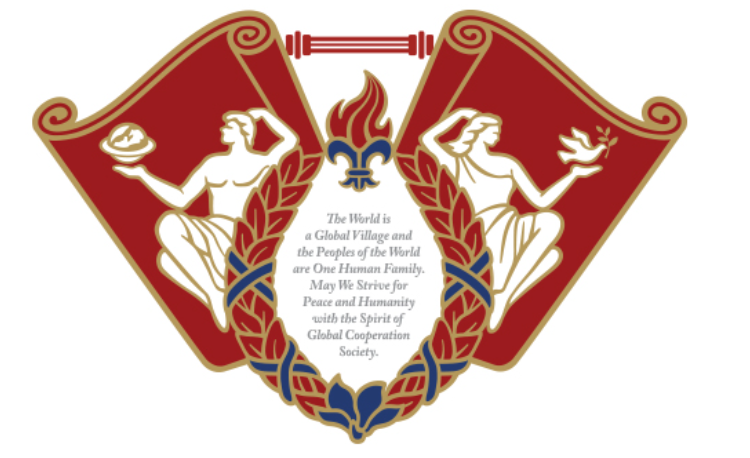 The World is
a Global Village and
the Peoples of the World
are One Human Family.
May We Strive for
Peace and Humanity
with the Spirit of
Global Cooperation
Society.